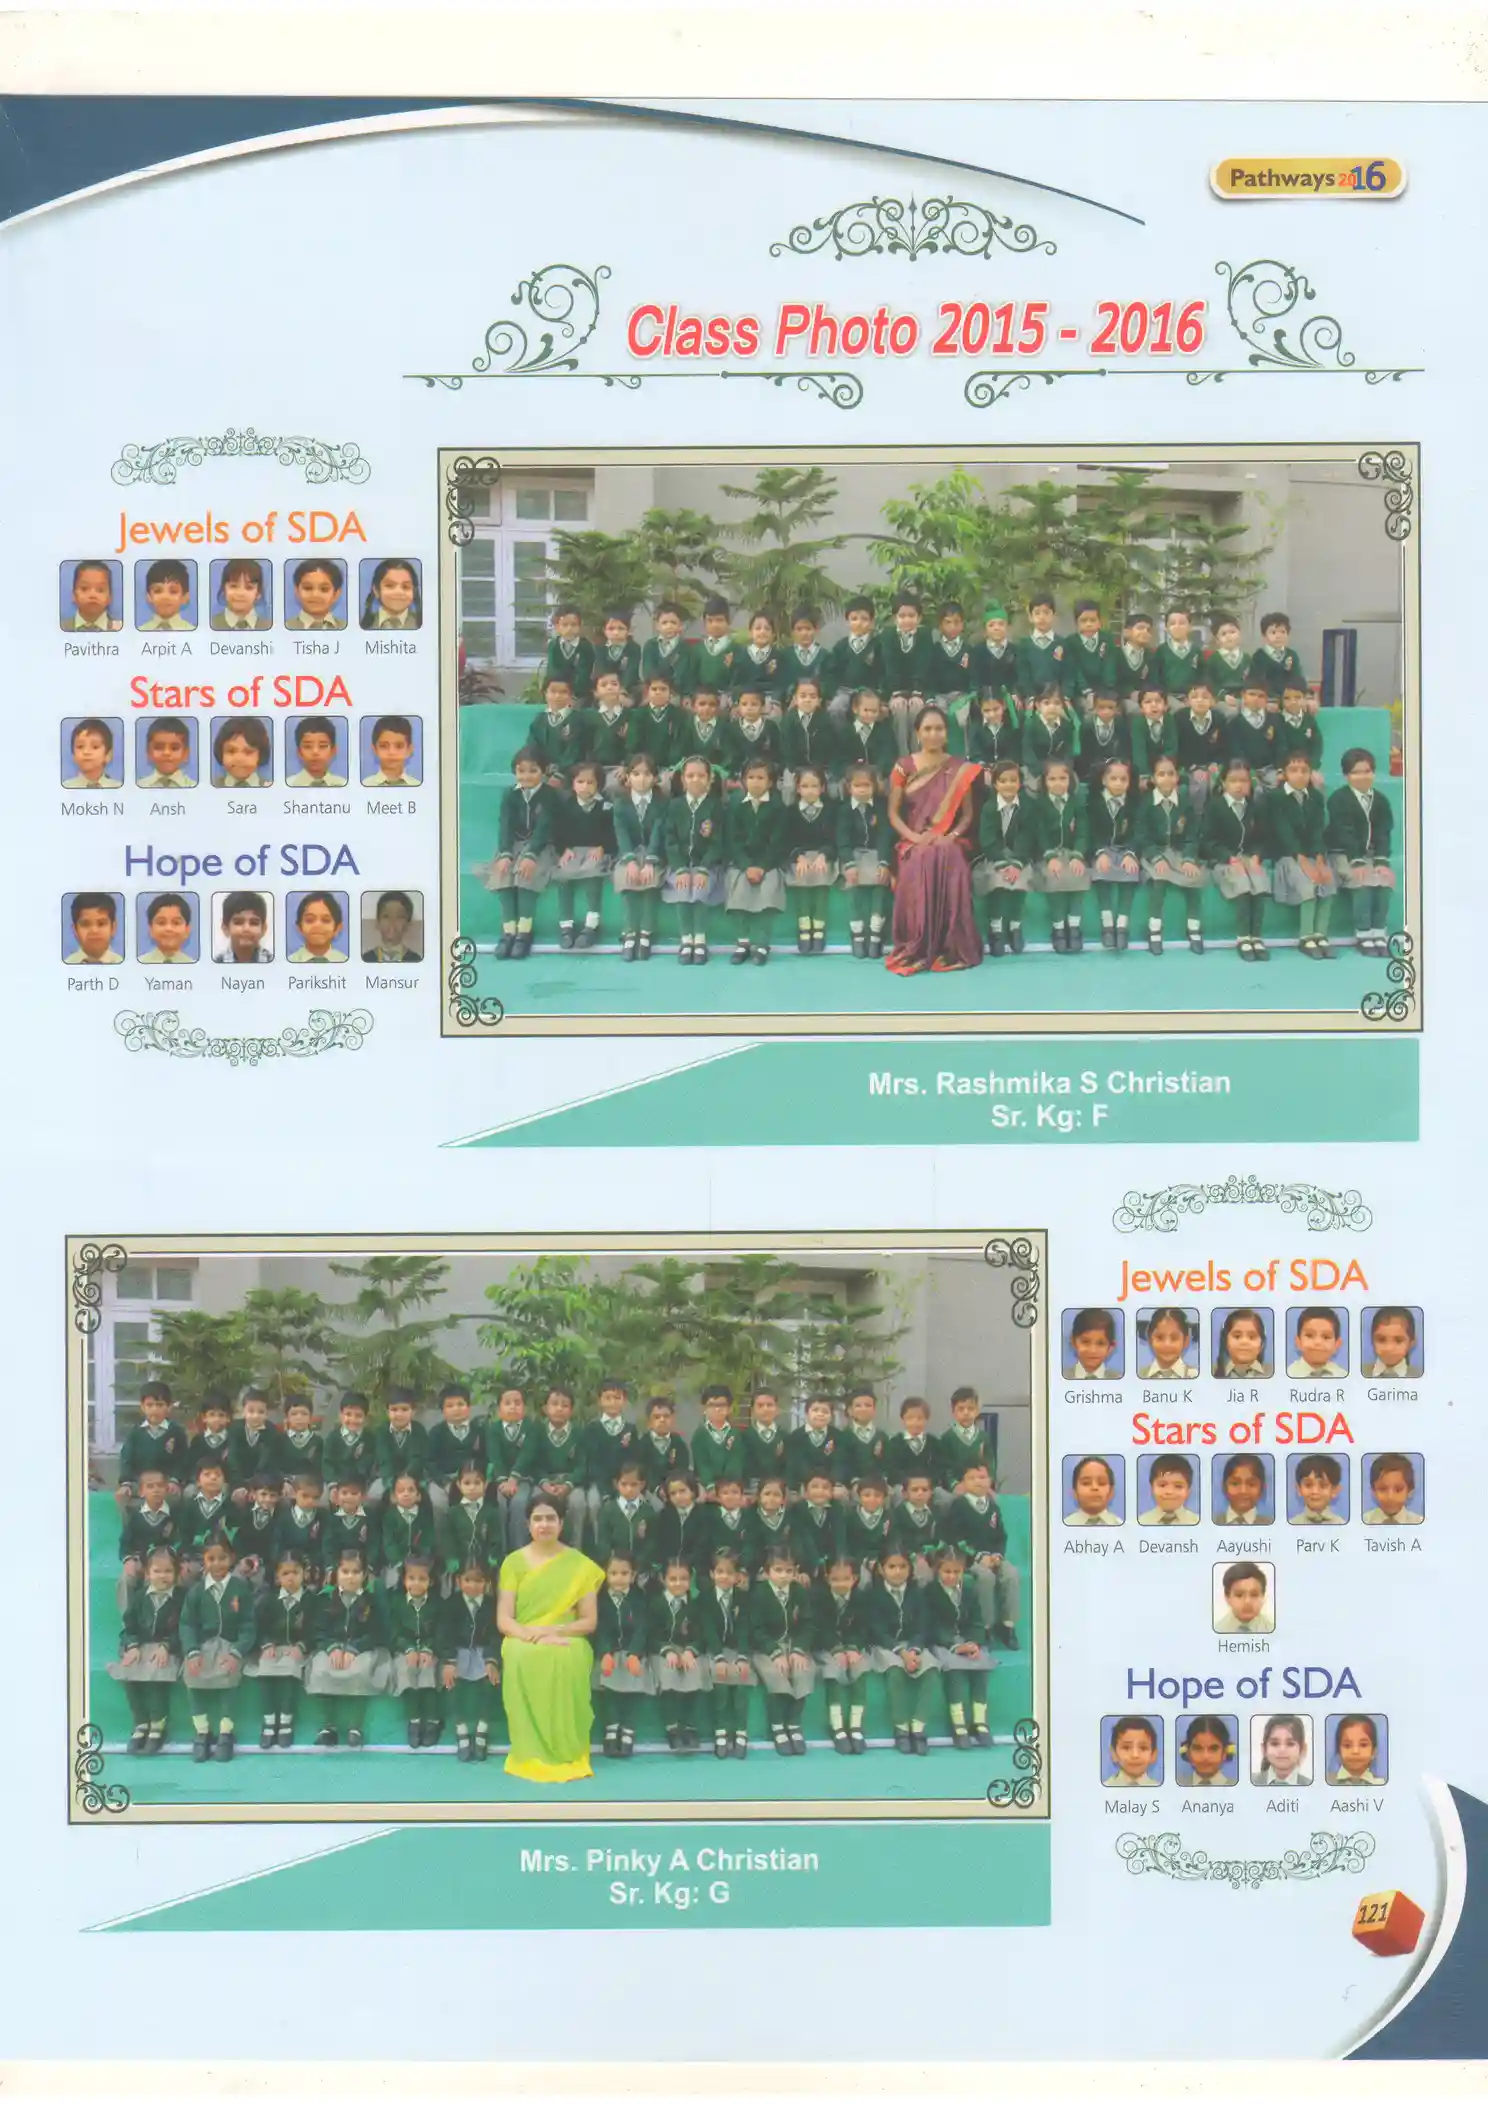 Pathways 2016
Class Photo 2015 - 2016
Jewels of SDA
Pavithra Arpit A Devanshi Tisha J Mishita
Stars of SDA
Moksh N Ansh Sara Shantanu Meet B
Hope of SDA
Parth D Yaman Nayan Parikshit Mansur
Mrs. Rashmika S Christian
Sr. Kg: F
Jewels of SDA
Grishma Banu K Jia R Rudra R Garima
Stars of SDA
Abhay A Devansh Aayushi Parv K Tavish A
Hemish
Hope of SDA
Malay S Ananya Aditi Aashi V
Mrs. Pinky A Christian
Sr. Kg: G
121